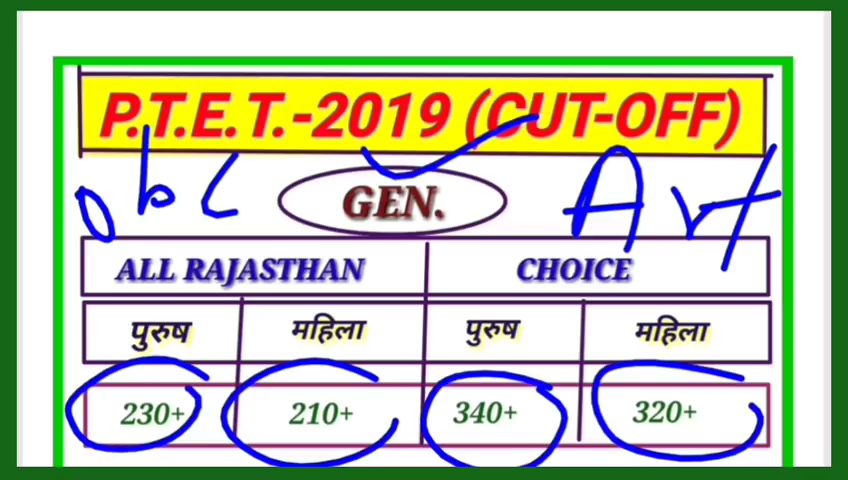 P.T.E.T.-2019 (CUT-OFF)
obc GEN. Art
ALL RAJASTHAN CHOICE
पुरुष महिला पुरुष महिला
230+ 210+ 340+ 320+